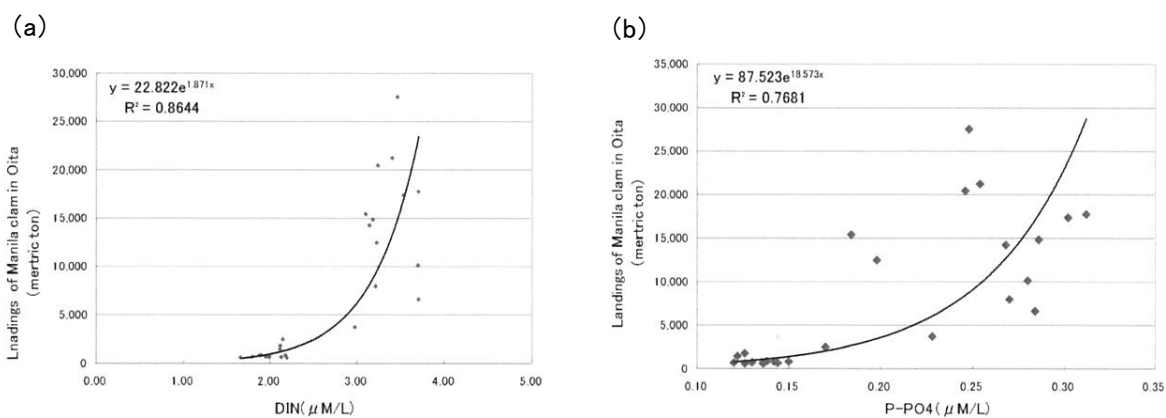 (a)
(b)
y = 22.822e^1.871x
R² = 0.8644
30,000
25,000
20,000
15,000
10,000
5,000
0
0.00 1.00 2.00 3.00 4.00 5.00
DIN(μM/L)
Lnadings of Manila clam in Oita
(mertric ton)
y = 87.523e^18.573x
R² = 0.7681
35,000
30,000
25,000
20,000
15,000
10,000
5,000
0
0.10 0.15 0.20 0.25 0.30 0.35
P-PO4(μM/L)
Landings of Manila clam in Oita
(mertric ton)